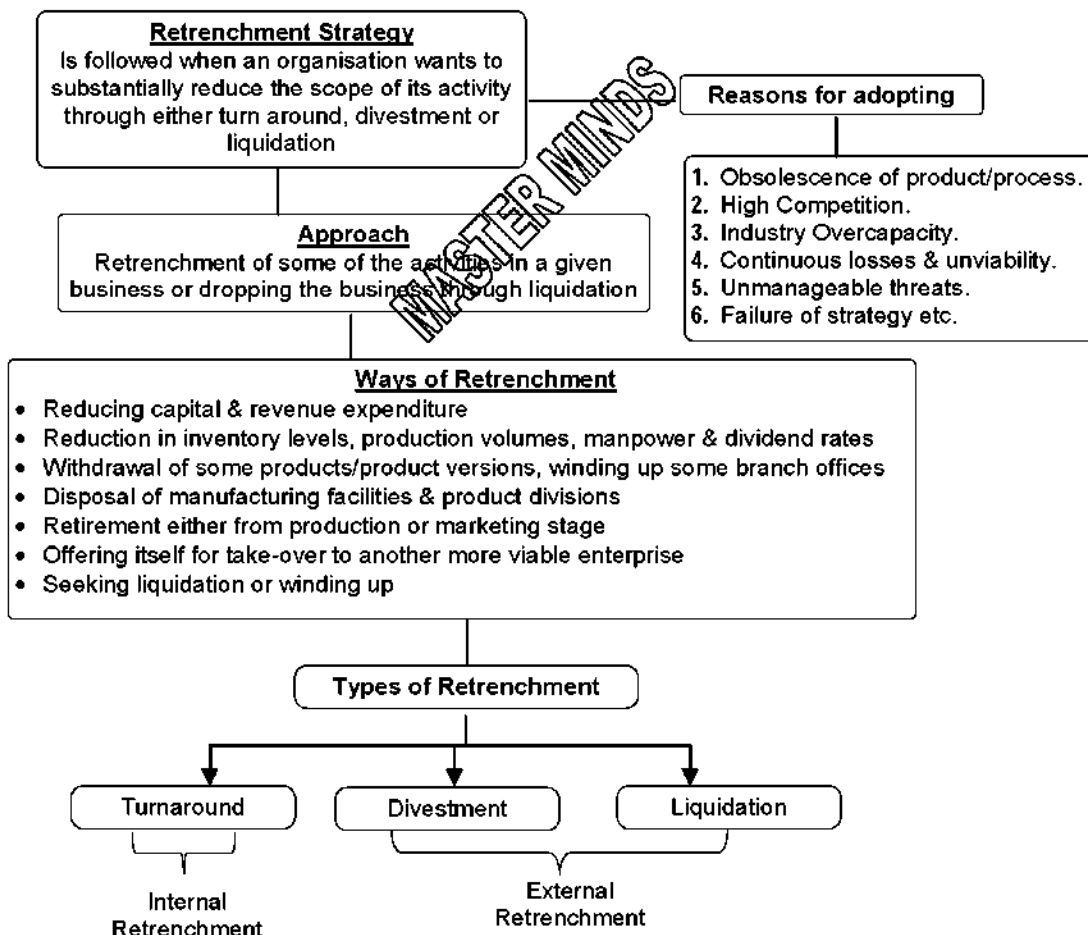 Retrenchment Strategy
Is followed when an organisation wants to
substantially reduce the scope of its activity
through either turn around, divestment or
liquidation
Reasons for adopting
1. Obsolescence of product/process.
2. High Competition.
3. Industry Overcapacity.
4. Continuous losses & unviability.
5. Unmanageable threats.
6. Failure of strategy etc.
MASTER MINDS
Approach
Retrenchment of some of the activities in a given
business or dropping the business through liquidation
Ways of Retrenchment
• Reducing capital & revenue expenditure
• Reduction in inventory levels, production volumes, manpower & dividend rates
• Withdrawal of some products/product versions, winding up some branch offices
• Disposal of manufacturing facilities & product divisions
• Retirement either from production or marketing stage
• Offering itself for take-over to another more viable enterprise
• Seeking liquidation or winding up
Types of Retrenchment
Turnaround
Divestment
Liquidation
Internal
Retrenchment
External
Retrenchment